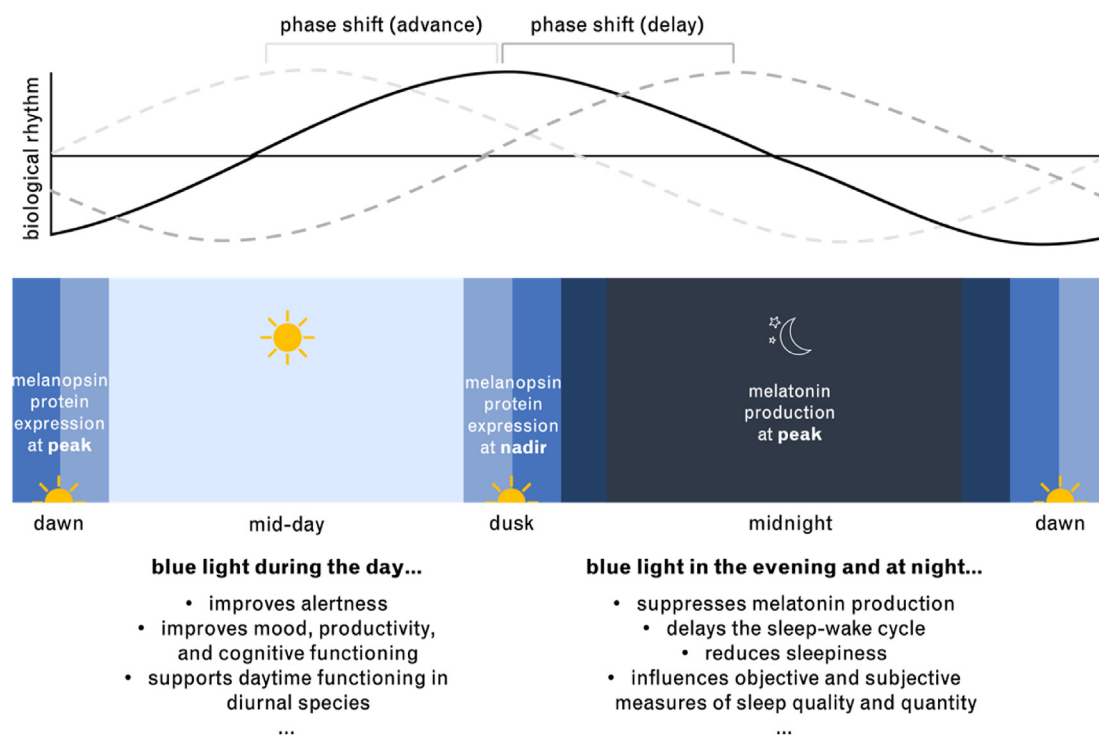 phase shift (advance)
phase shift (delay)
biological rhythm
melanopsin
protein
expression
at peak
melanopsin
protein
expression
at nadir
melatonin
production
at peak
dawn
mid-day
dusk
midnight
dawn
blue light during the day...
• improves alertness
• improves mood, productivity,
and cognitive functioning
• supports daytime functioning in
diurnal species
...
blue light in the evening and at night...
• suppresses melatonin production
• delays the sleep-wake cycle
• reduces sleepiness
• influences objective and subjective
measures of sleep quality and quantity
...